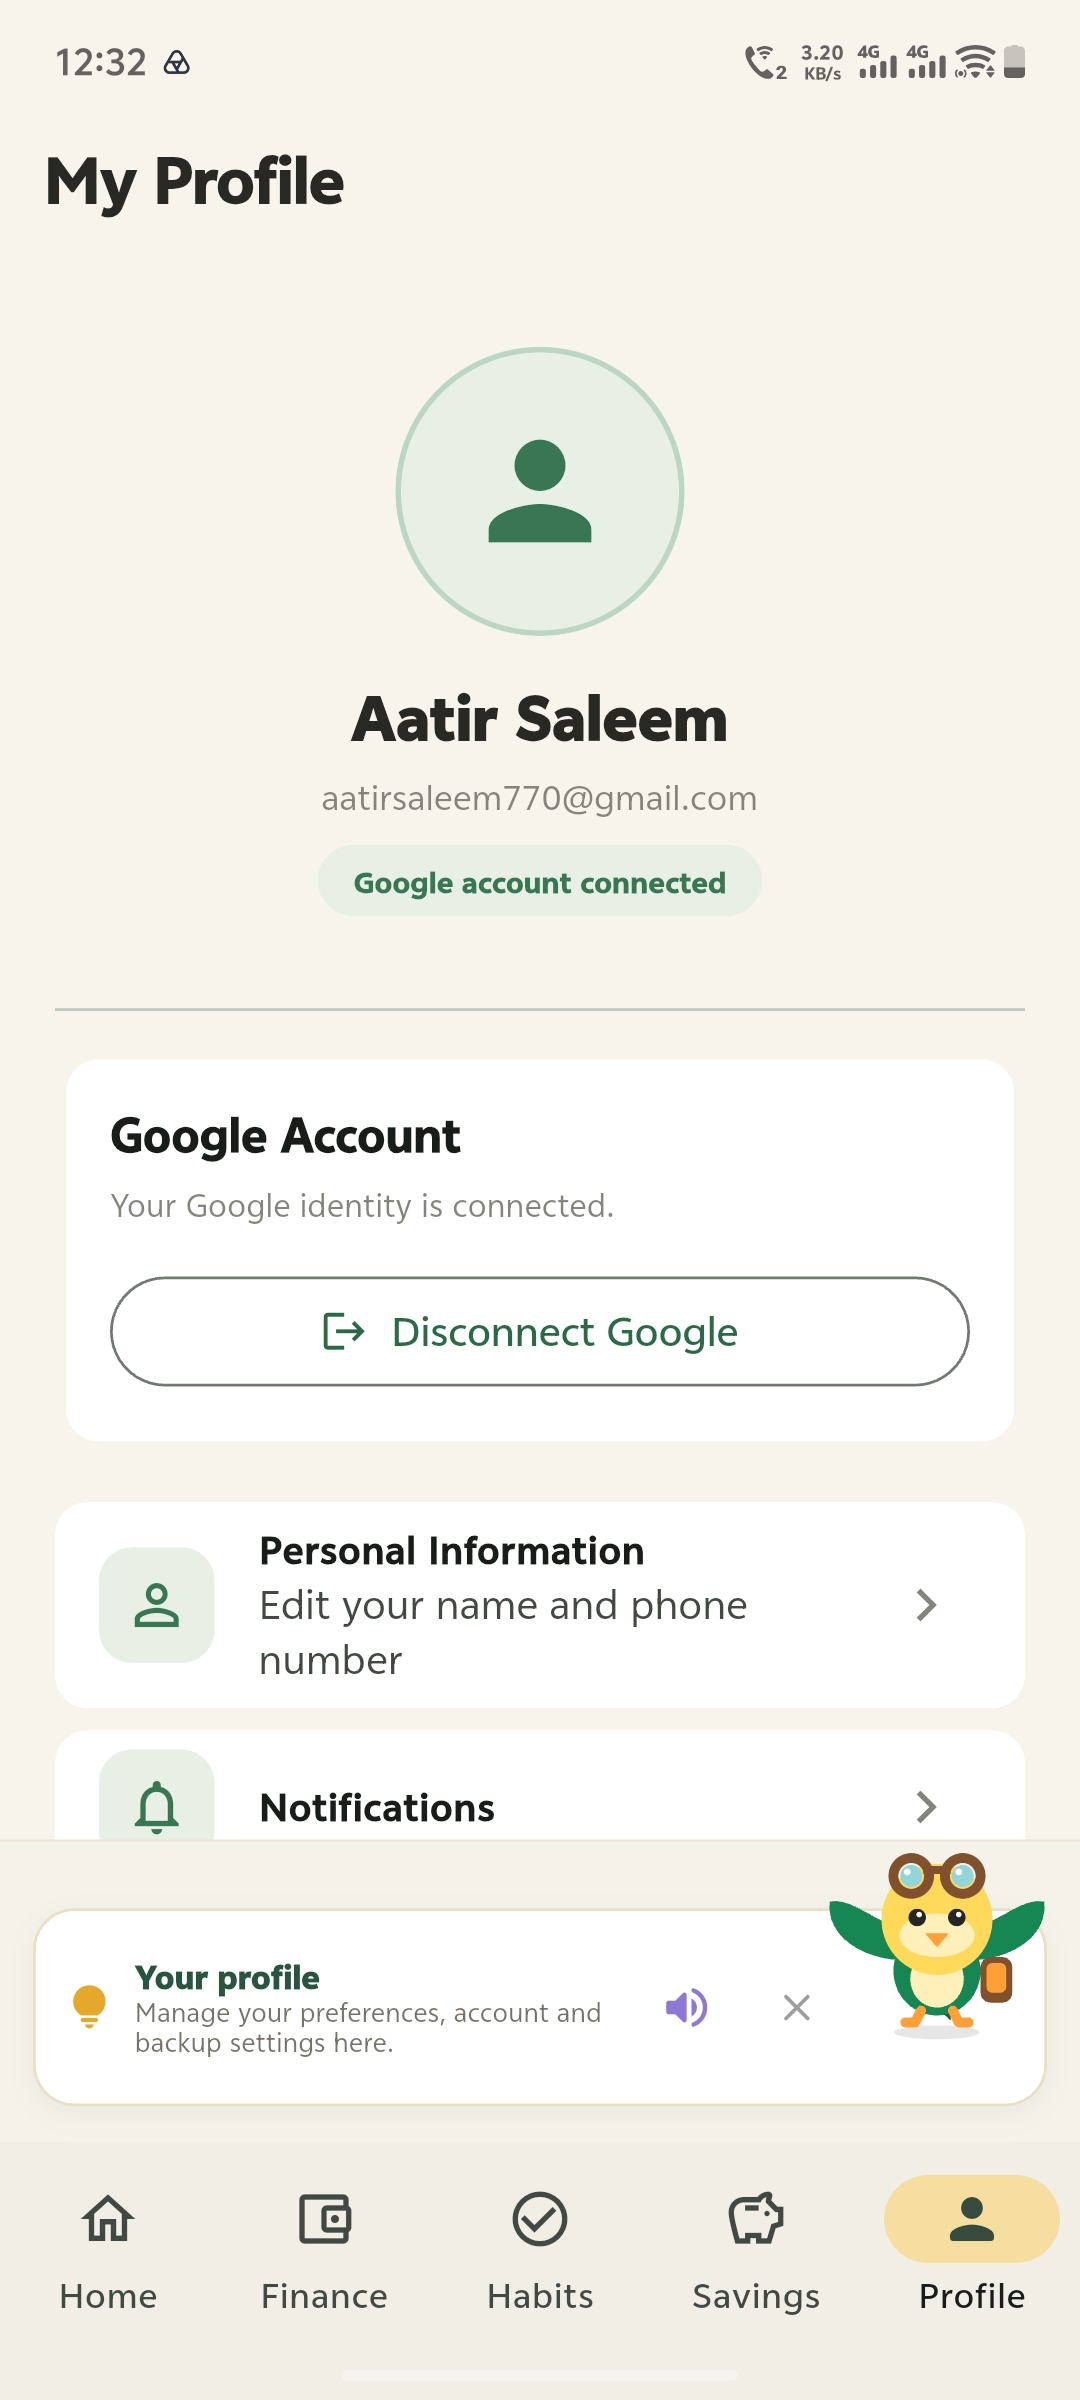 12:32
2
3.20
KB/s
4G
4G
My Profile
Aatir Saleem
aatirsaleem770@gmail.com
Google account connected
Google Account
Your Google identity is connected.
Disconnect Google
Personal Information
Edit your name and phone
number
Notifications
Your profile
Manage your preferences, account and
backup settings here.
Home
Finance
Habits
Savings
Profile